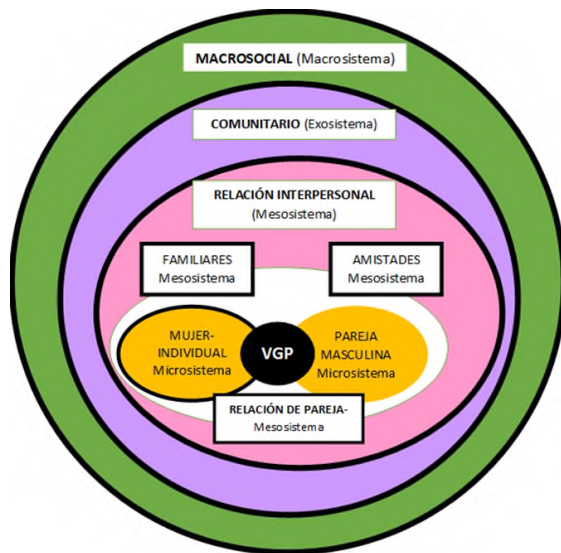 MACROSOCIAL (Macrosistema)
COMUNITARIO (Exosistema)
RELACIÓN INTERPERSONAL
(Mesosistema)
FAMILIARES
Mesosistema
AMISTADES
Mesosistema
MUJER-
INDIVIDUAL
Microsistema
VGP
PAREJA
MASCULINA
Microsistema
RELACIÓN DE PAREJA-
Mesosistema